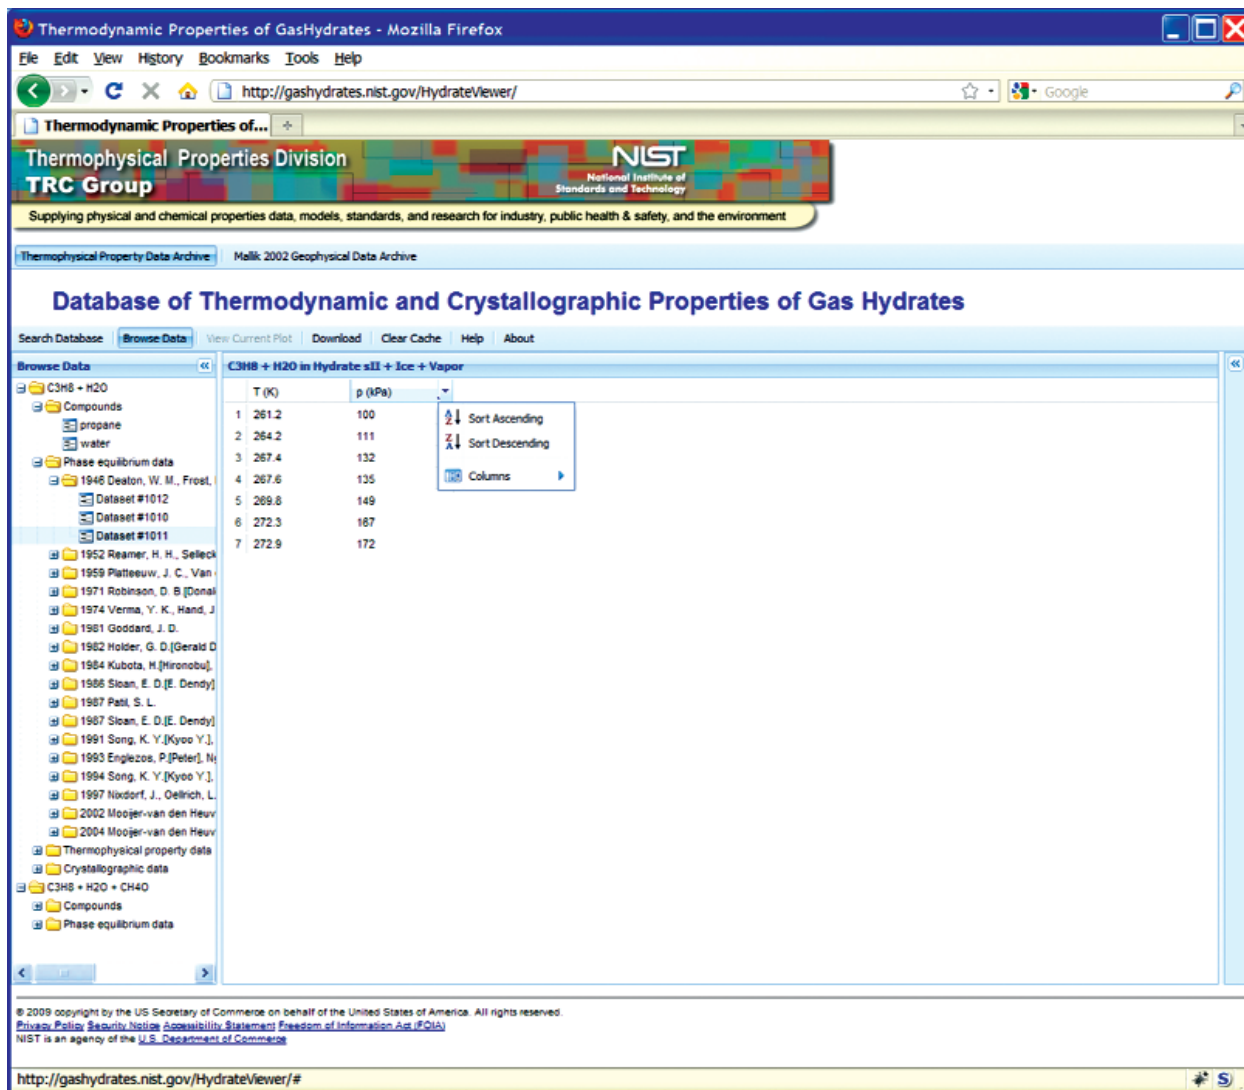 Thermodynamic Properties of GasHydrates - Mozilla Firefox
File Edit View History Bookmarks Tools Help
http://gashydrates.nist.gov/HydrateViewer/
Google
Thermodynamic Properties of...
Thermophysical Properties Division
TRC Group
NIST
National Institute of
Standards and Technology
Supplying physical and chemical properties data, models, standards, and research for industry, public health & safety, and the environment
Thermophysical Property Data Archive Mallik 2002 Geophysical Data Archive
Database of Thermodynamic and Crystallographic Properties of Gas Hydrates
Search Database Browse Data View Current Plot Download Clear Cache Help About
Browse Data
C3H8 + H2O
Compounds
propane
water
Phase equilibrium data
1946 Deaton, W. M., Frost,
Dataset #1012
Dataset #1010
Dataset #1011
1952 Reamer, H. H., Selleck
1959 Platteeuw, J. C., Van
1971 Robinson, D. B.[Donal
1974 Verma, Y. K., Hand, J
1981 Goddard, J. D.
1982 Holder, G. D.[Gerald D
1984 Kubota, H.[Hironobu],
1986 Sloan, E. D.[E. Dendy]
1987 Patil, S. L.
1987 Sloan, E. D.[E. Dendy]
1991 Song, K. Y.[Kyoo Y.],
1993 Englezos, P.[Peter], Ng
1994 Song, K. Y.[Kyoo Y.],
1997 Nixdorf, J., Oellrich, L.
2002 Mooijer-van den Heuv
2004 Mooijer-van den Heuv
Thermophysical property data
Crystallographic data
C3H8 + H2O + CH4O
Compounds
Phase equilibrium data
C3H8 + H2O in Hydrate sII + Ice + Vapor
T (K) p (kPa)
1 261.2 100
2 264.2 111
3 267.4 132
4 267.6 135
5 269.8 149
6 272.3 167
7 272.9 172
Sort Ascending
Sort Descending
Columns
© 2009 copyright by the US Secretary of Commerce on behalf of the United States of America. All rights reserved.
Privacy Policy Security Notice Accessibility Statement Freedom of Information Act (FOIA)
NIST is an agency of the U.S. Department of Commerce
http://gashydrates.nist.gov/HydrateViewer/#